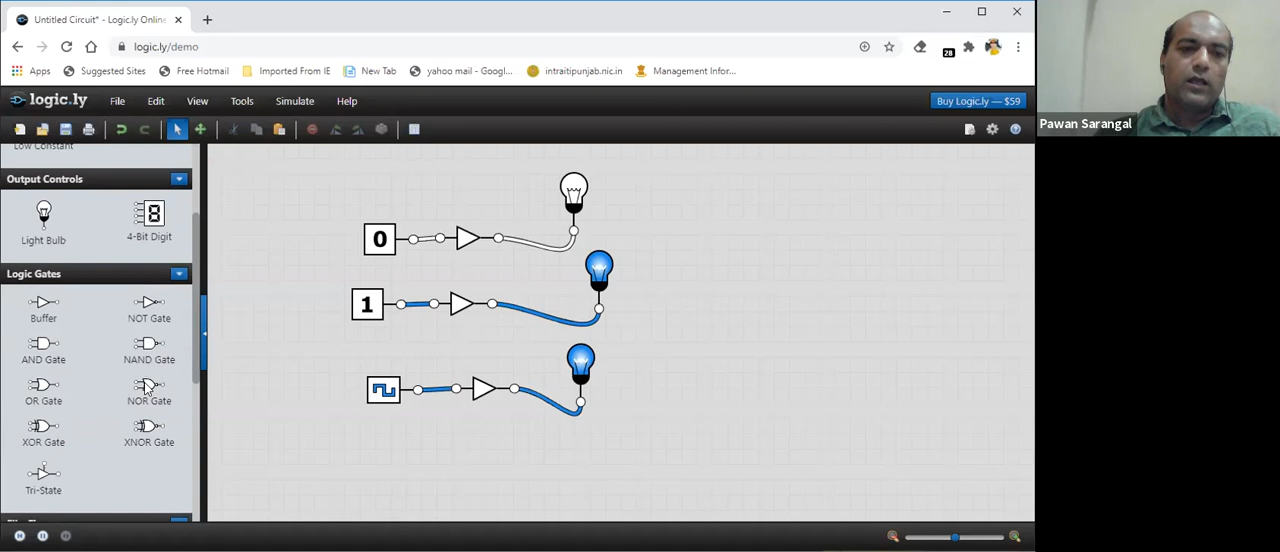 Untitled Circuit* - Logic.ly Online
logic.ly/demo
28
Apps
Suggested Sites
Free Hotmail
Imported From IE
New Tab
yahoo mail - Googl...
intraitipunjab.nic.in
Management Infor...
logic.ly
File
Edit
View
Tools
Simulate
Help
Buy Logic.ly — $59
Pawan Sarangal
Low Constant
Output Controls
8
Light Bulb
4-Bit Digit
Logic Gates
Buffer
NOT Gate
AND Gate
NAND Gate
OR Gate
NOR Gate
XOR Gate
XNOR Gate
Tri-State
0
1